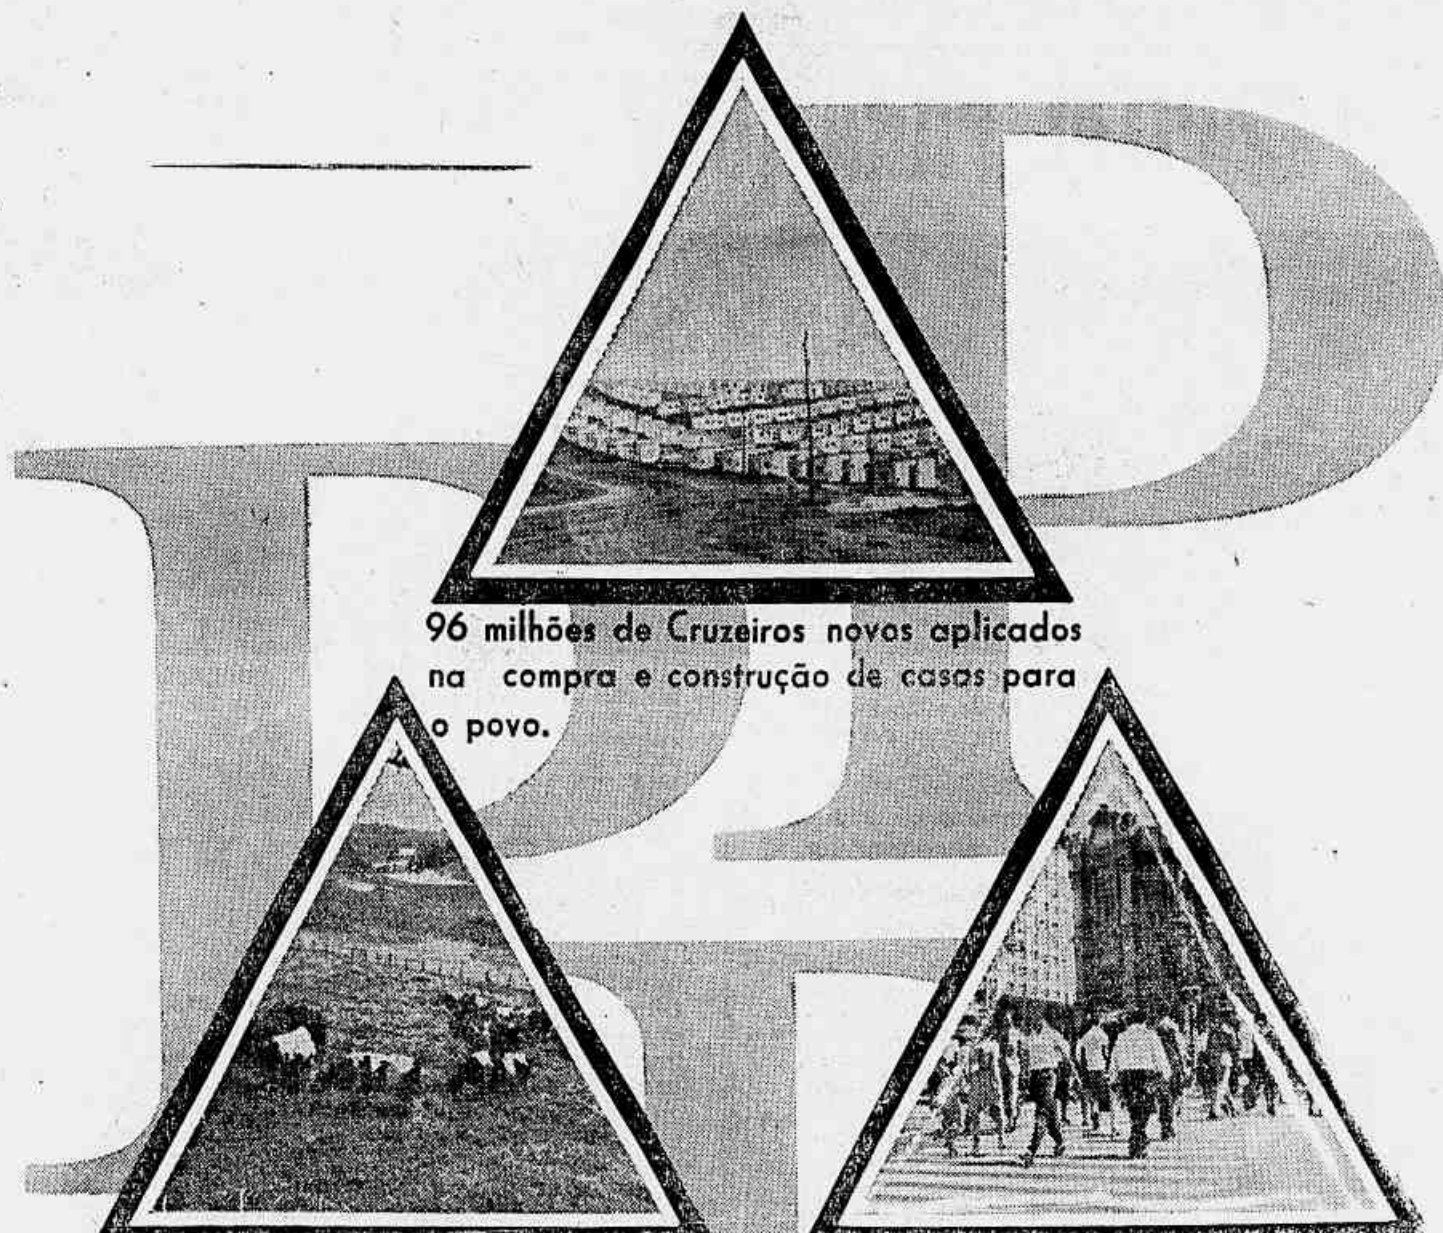 P
P
P
96 milhões de Cruzeiros novos aplicados
na compra e construção de casas para
o povo.